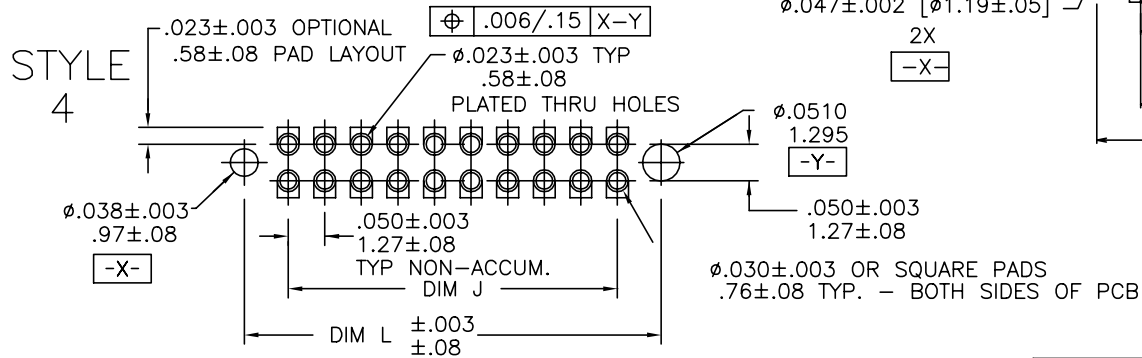 STYLE
4
.023±.003 OPTIONAL
.58±.08 PAD LAYOUT
⌖ .006/.15 X-Y
ø.023±.003 TYP
.58±.08
PLATED THRU HOLES
ø.047±.002 [ø1.19±.05]
2X
-X-
ø.0510
1.295
-Y-
ø.038±.003
.97±.08
-X-
.050±.003
1.27±.08
TYP NON-ACCUM.
DIM J
DIM L ±.003
±.08
.050±.003
1.27±.08
ø.030±.003 OR SQUARE PADS
.76±.08 TYP. – BOTH SIDES OF PCB